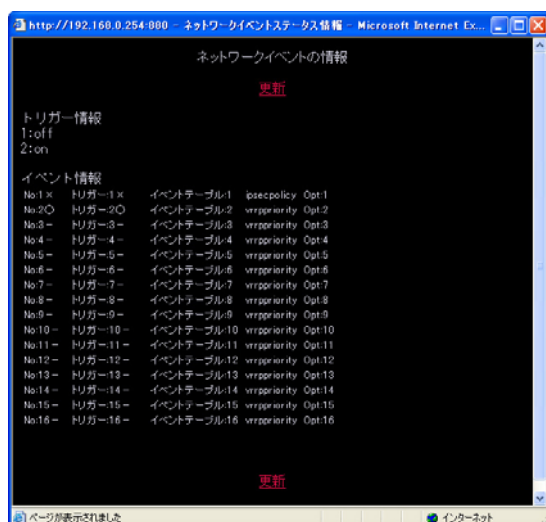 http://192.168.0.254:880 - ネットワークイベントステータス情報 - Microsoft Internet Ex...
ネットワークイベントの情報
更新
トリガー情報
1:off
2:on
イベント情報
No:1 × トリガー:1 × イベントテーブル:1 ipsecpolicy Opt:1
No:2○ トリガー:2○ イベントテーブル:2 vrrppriority Opt:2
No:3 − トリガー:3 − イベントテーブル:3 vrrppriority Opt:3
No:4 − トリガー:4 − イベントテーブル:4 vrrppriority Opt:4
No:5 − トリガー:5 − イベントテーブル:5 vrrppriority Opt:5
No:6 − トリガー:6 − イベントテーブル:6 vrrppriority Opt:6
No:7 − トリガー:7 − イベントテーブル:7 vrrppriority Opt:7
No:8 − トリガー:8 − イベントテーブル:8 vrrppriority Opt:8
No:9 − トリガー:9 − イベントテーブル:9 vrrppriority Opt:9
No:10 − トリガー:10 − イベントテーブル:10 vrrppriority Opt:10
No:11 − トリガー:11 − イベントテーブル:11 vrrppriority Opt:11
No:12 − トリガー:12 − イベントテーブル:12 vrrppriority Opt:12
No:13 − トリガー:13 − イベントテーブル:13 vrrppriority Opt:13
No:14 − トリガー:14 − イベントテーブル:14 vrrppriority Opt:14
No:15 − トリガー:15 − イベントテーブル:15 vrrppriority Opt:15
No:16 − トリガー:16 − イベントテーブル:16 vrrppriority Opt:16
更新
ページが表示されました インターネット